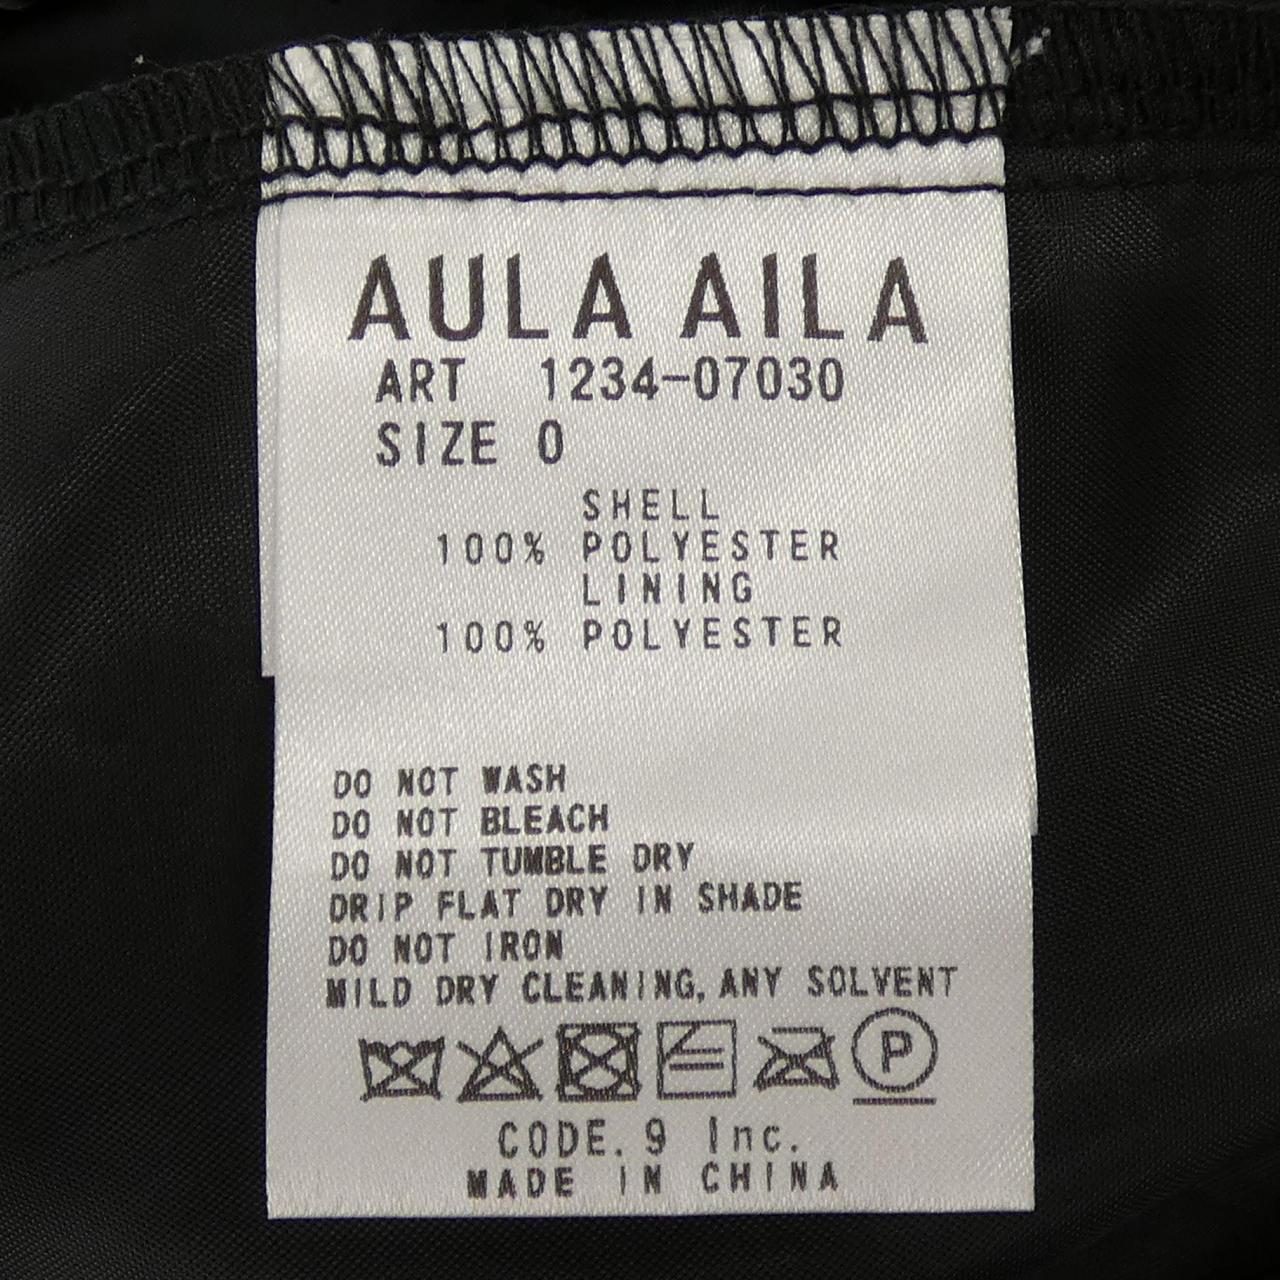 AULA AILA
ART 1234-07030
SIZE 0
SHELL
100% POLYESTER
LINING
100% POLYESTER
DO NOT WASH
DO NOT BLEACH
DO NOT TUMBLE DRY
DRIP FLAT DRY IN SHADE
DO NOT IRON
MILD DRY CLEANING, ANY SOLVENT
P
CODE. 9 Inc.
MADE IN CHINA